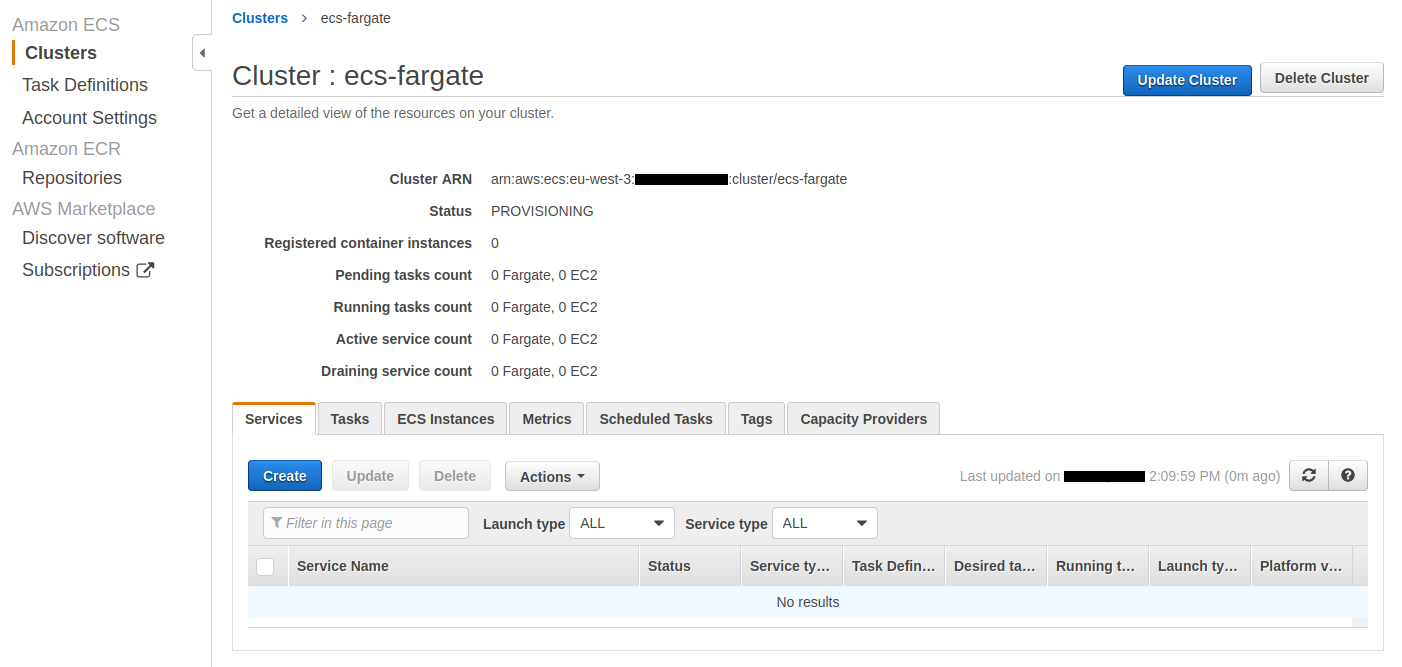 Amazon ECS
Clusters
Task Definitions
Account Settings
Amazon ECR
Repositories
AWS Marketplace
Discover software
Subscriptions
Clusters > ecs-fargate
Cluster : ecs-fargate
Update Cluster
Delete Cluster
Get a detailed view of the resources on your cluster.
Cluster ARN arn:aws:ecs:eu-west-3: :cluster/ecs-fargate
Status PROVISIONING
Registered container instances 0
Pending tasks count 0 Fargate, 0 EC2
Running tasks count 0 Fargate, 0 EC2
Active service count 0 Fargate, 0 EC2
Draining service count 0 Fargate, 0 EC2
Services Tasks ECS Instances Metrics Scheduled Tasks Tags Capacity Providers
Create Update Delete Actions Last updated on 2:09:59 PM (0m ago)
Filter in this page Launch type ALL Service type ALL
Service Name Status Service ty... Task Defin... Desired ta... Running t... Launch ty... Platform v...
No results